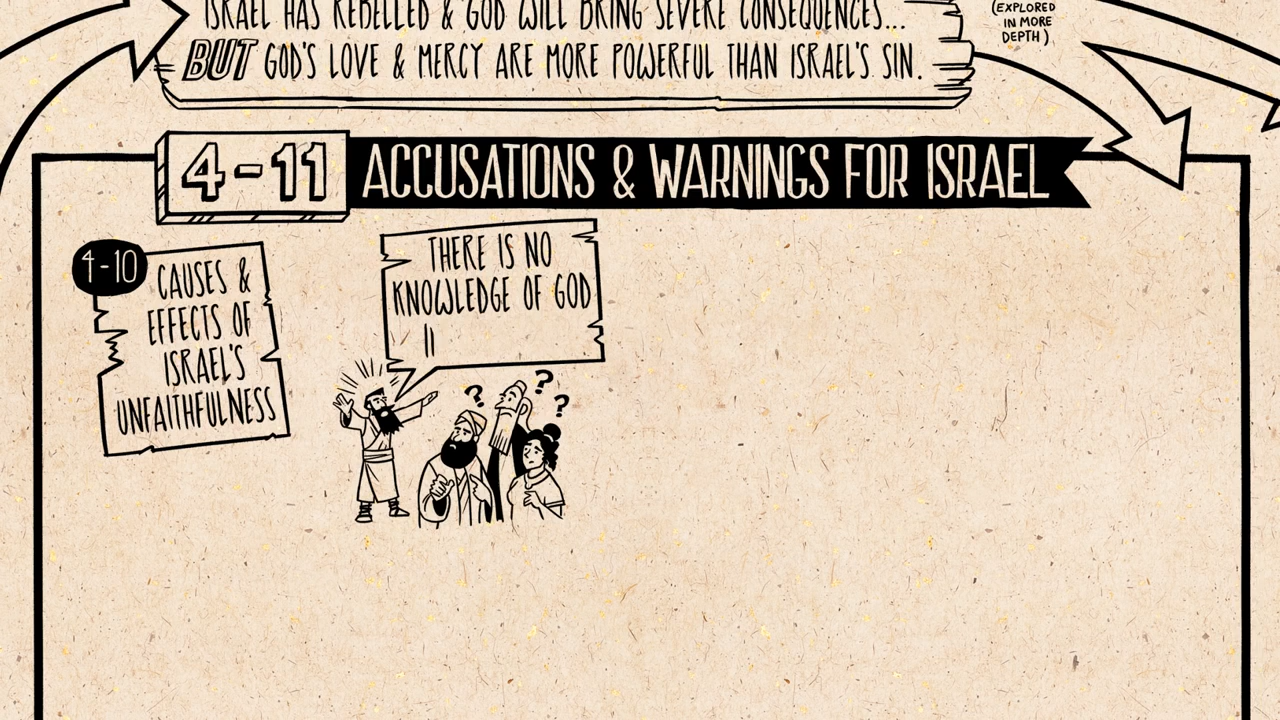 ISRAEL HAS REBELLED & GOD WILL BRING SEVERE CONSEQUENCES...
BUT GOD'S LOVE & MERCY ARE MORE POWERFUL THAN ISRAEL'S SIN.
(EXPLORED
IN MORE
DEPTH)
4-11 ACCUSATIONS & WARNINGS FOR ISRAEL
4-10
CAUSES &
EFFECTS OF
ISRAEL'S
UNFAITHFULNESS
THERE IS NO
KNOWLEDGE OF GOD
?
?
?